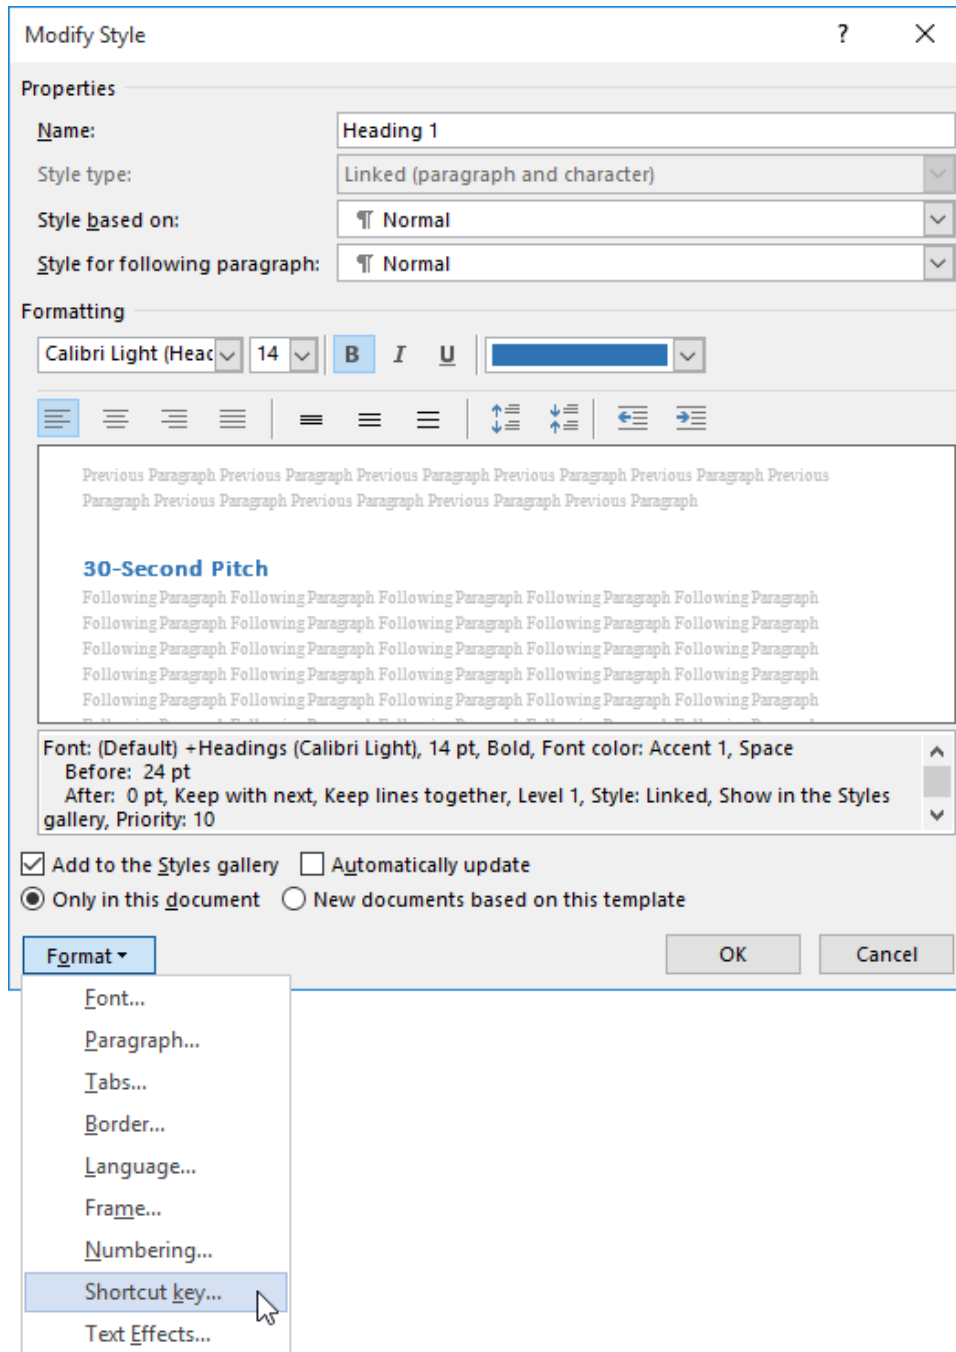 Modify Style ?
Properties
Name: Heading 1
Style type: Linked (paragraph and character)
Style based on: ¶ Normal
Style for following paragraph: ¶ Normal
Formatting
Calibri Light (Head 14 B I U
Previous Paragraph Previous Paragraph Previous Paragraph Previous Paragraph Previous Paragraph Previous
Paragraph Previous Paragraph Previous Paragraph Previous Paragraph Previous Paragraph
30-Second Pitch
Following Paragraph Following Paragraph Following Paragraph Following Paragraph Following Paragraph
Following Paragraph Following Paragraph Following Paragraph Following Paragraph Following Paragraph
Following Paragraph Following Paragraph Following Paragraph Following Paragraph Following Paragraph
Following Paragraph Following Paragraph Following Paragraph Following Paragraph Following Paragraph
Following Paragraph Following Paragraph Following Paragraph Following Paragraph Following Paragraph
Font: (Default) +Headings (Calibri Light), 14 pt, Bold, Font color: Accent 1, Space
Before: 24 pt
After: 0 pt, Keep with next, Keep lines together, Level 1, Style: Linked, Show in the Styles
gallery, Priority: 10
Add to the Styles gallery Automatically update
Only in this document New documents based on this template
Format OK Cancel
Font...
Paragraph...
Tabs...
Border...
Language...
Frame...
Numbering...
Shortcut key...
Text Effects...